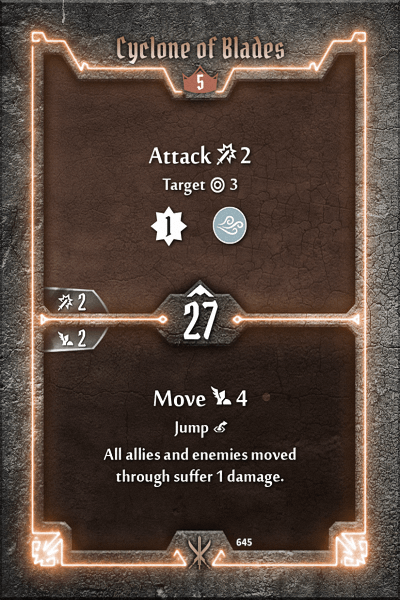 Cyclone of Blades
5
Attack 2
Target 3
1
2
27
2
Move 4
Jump
All allies and enemies moved
through suffer 1 damage.
645